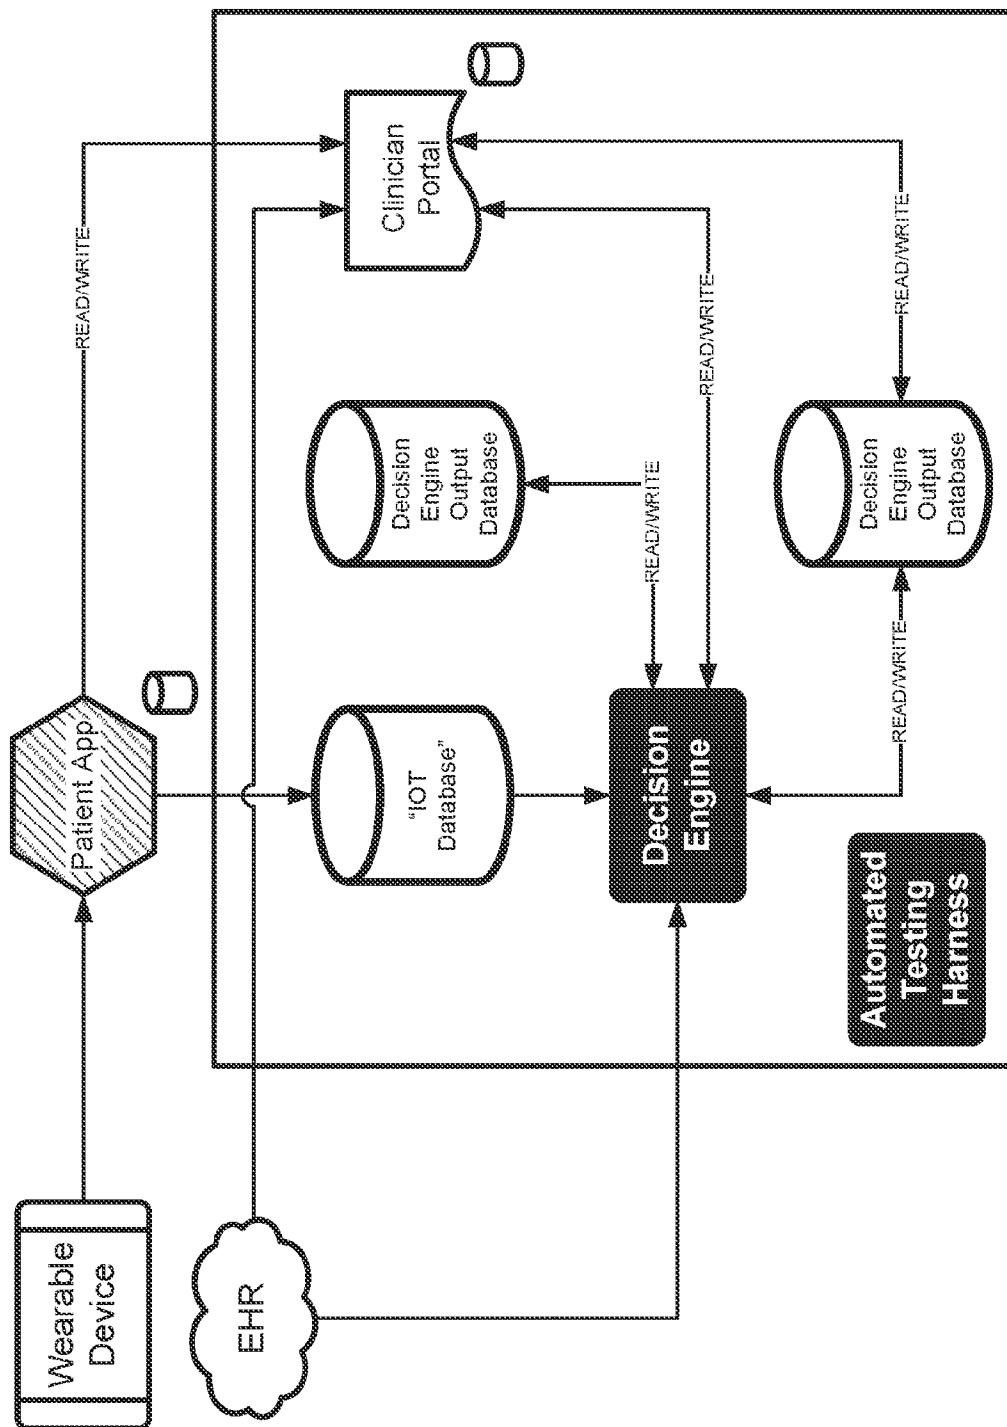 Wearable
Device
Patient App
READ/WRITE
EHR
"IOT
Database"
Decision
Engine
Output
Database
Clinician
Portal
Decision
Engine
READ/WRITE
READ/WRITE
Automated
Testing
Harness
READ/WRITE
Decision
Engine
Output
Database
READ/WRITE